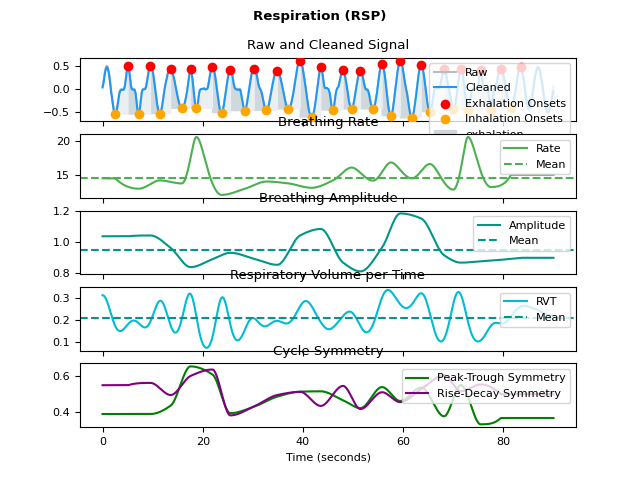 Respiration (RSP)
Raw and Cleaned Signal
0.5
0.0
−0.5
Raw
Cleaned
Exhalation Onsets
Inhalation Onsets
exhalation
Breathing Rate
20
15
Rate
Mean
Breathing Amplitude
1.2
1.0
0.8
Amplitude
Mean
Respiratory Volume per Time
0.3
0.2
0.1
RVT
Mean
Cycle Symmetry
0.6
0.4
Peak-Trough Symmetry
Rise-Decay Symmetry
0 20 40 60 80
Time (seconds)